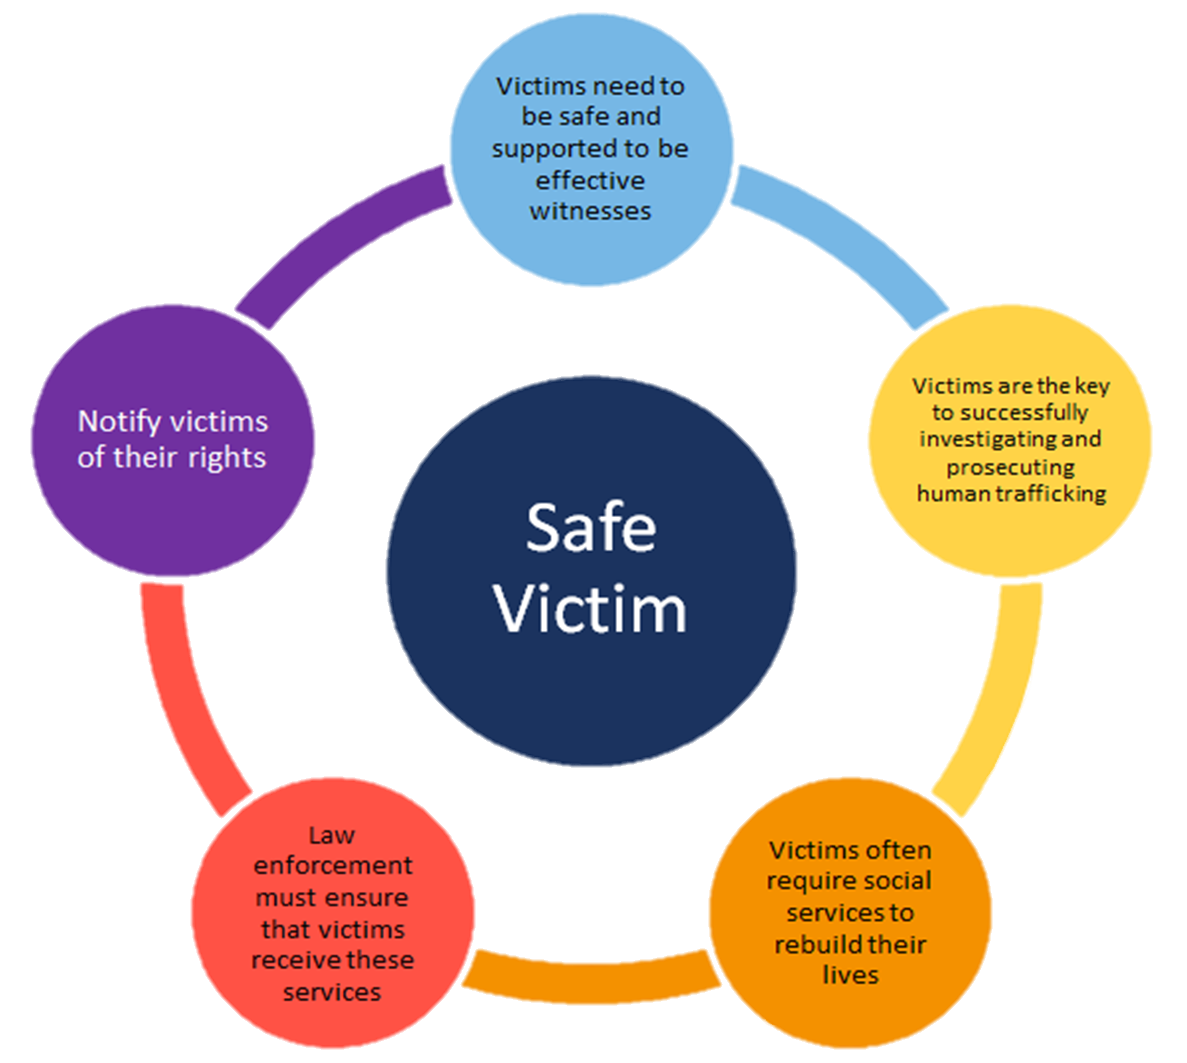 Victims need to
be safe and
supported to be
effective
witnesses
Victims are the key
to successfully
investigating and
prosecuting
human trafficking
Victims often
require social
services to
rebuild their
lives
Law
enforcement
must ensure
that victims
receive these
services
Notify victims
of their rights
Safe
Victim